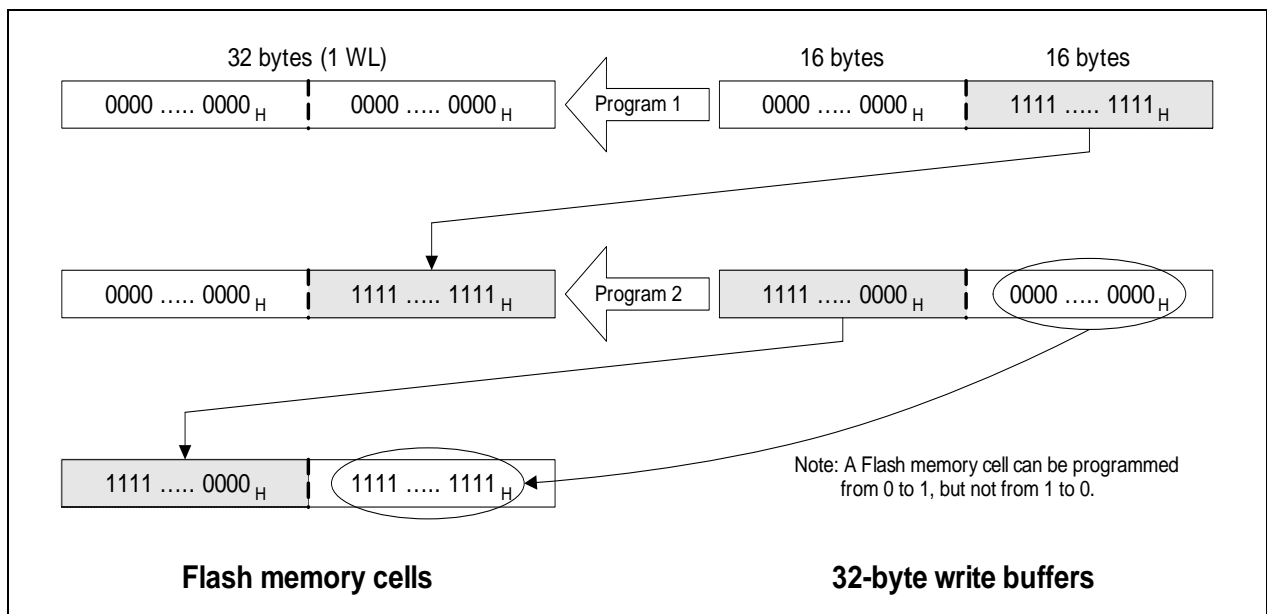 32 bytes (1 WL)
16 bytes
16 bytes
0000 ..... 0000 H
0000 ..... 0000 H
Program 1
0000 ..... 0000 H
1111 ..... 1111 H
0000 ..... 0000 H
1111 ..... 1111 H
Program 2
1111 ..... 0000 H
0000 ..... 0000 H
1111 ..... 0000 H
1111 ..... 1111 H
Note: A Flash memory cell can be programmed
from 0 to 1, but not from 1 to 0.
Flash memory cells
32-byte write buffers